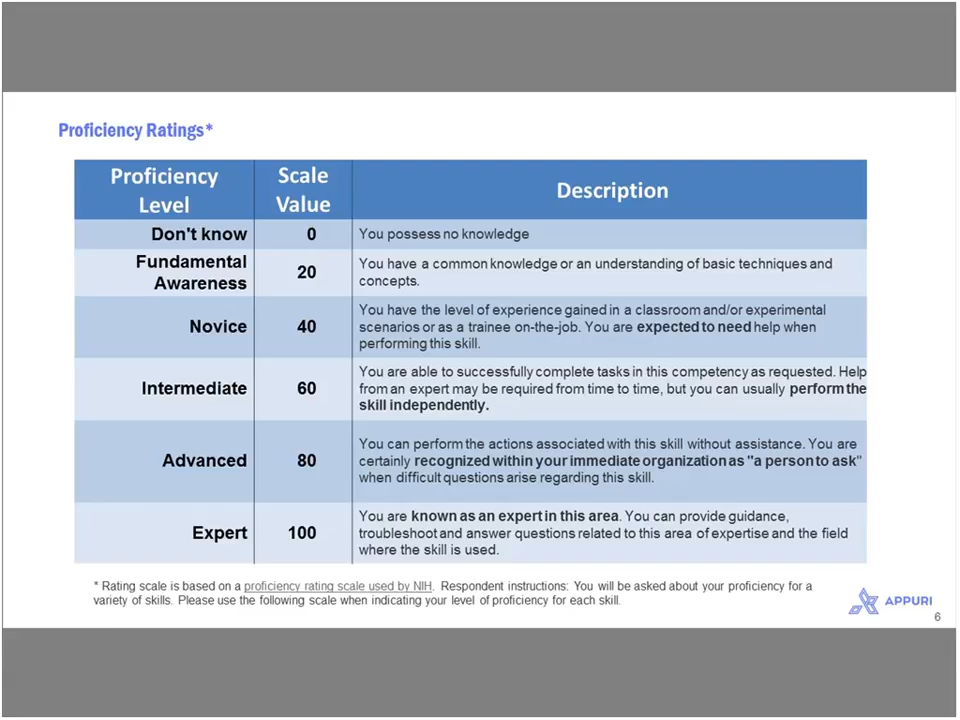 Proficiency Ratings*
Proficiency
Level
Scale
Value
Description
Don't know
0
You possess no knowledge
Fundamental
Awareness
20
You have a common knowledge or an understanding of basic techniques and
concepts.
Novice
40
You have the level of experience gained in a classroom and/or experimental
scenarios or as a trainee on-the-job. You are expected to need help when
performing this skill.
Intermediate
60
You are able to successfully complete tasks in this competency as requested. Help
from an expert may be required from time to time, but you can usually perform the
skill independently.
Advanced
80
You can perform the actions associated with this skill without assistance. You are
certainly recognized within your immediate organization as "a person to ask"
when difficult questions arise regarding this skill.
Expert
100
You are known as an expert in this area. You can provide guidance,
troubleshoot and answer questions related to this area of expertise and the field
where the skill is used.
* Rating scale is based on a proficiency rating scale used by NIH. Respondent instructions: You will be asked about your proficiency for a
variety of skills. Please use the following scale when indicating your level of proficiency for each skill.
APPURI
6